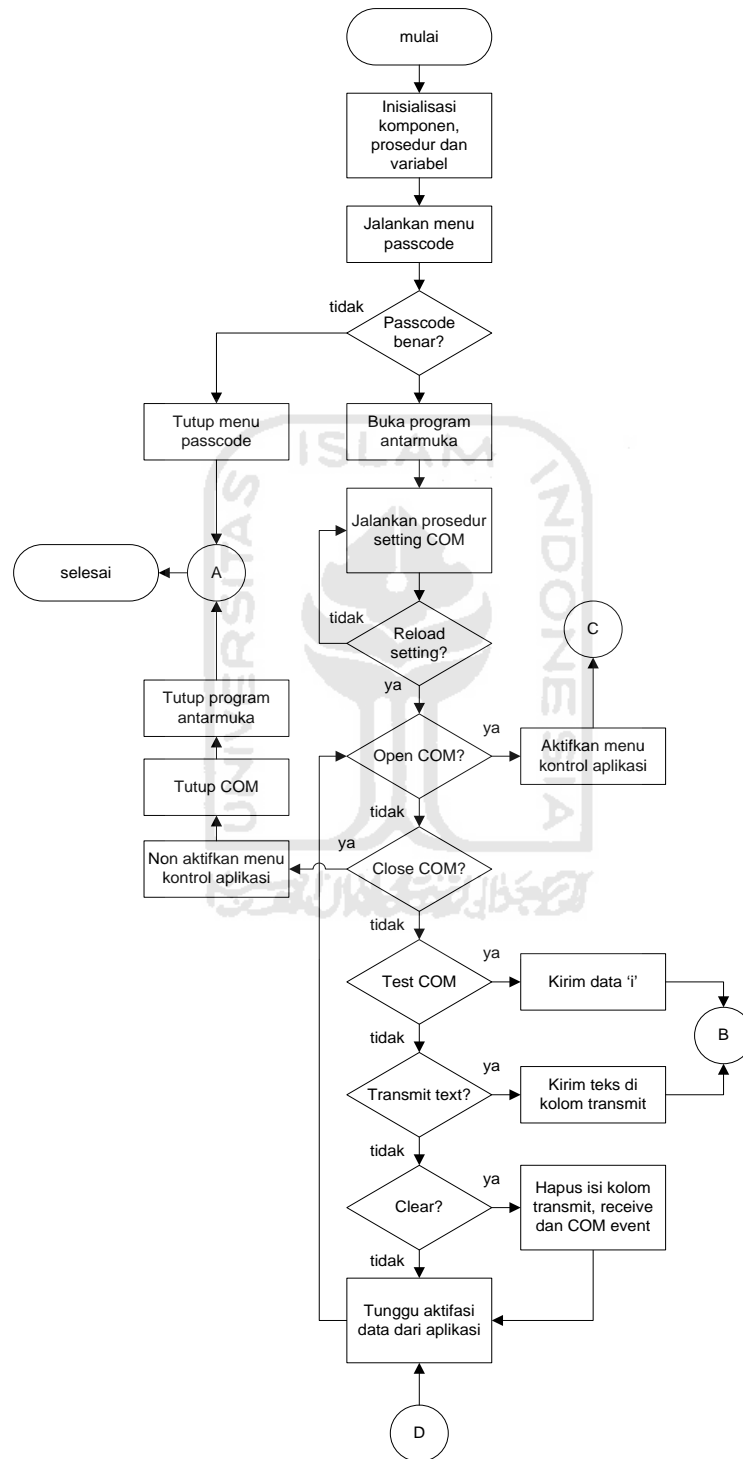 mulai
Inisialisasi
komponen,
prosedur dan
variabel
Jalankan menu
passcode
tidak
Passcode
benar?
Tutup menu
passcode
Buka program
antarmuka
ISLAM
UNIVERSITAS
INDONESIA
Jalankan prosedur
setting COM
selesai
A
tidak
Reload
setting?
C
ya
Tutup program
antarmuka
Open COM?
ya
Aktifkan menu
kontrol aplikasi
Tutup COM
tidak
ya
Non aktifkan menu
kontrol aplikasi
Close COM?
tidak
Test COM
ya
Kirim data ‘i’
B
tidak
Transmit text?
ya
Kirim teks di
kolom transmit
tidak
Clear?
ya
Hapus isi kolom
transmit, receive
dan COM event
tidak
Tunggu aktifasi
data dari aplikasi
D